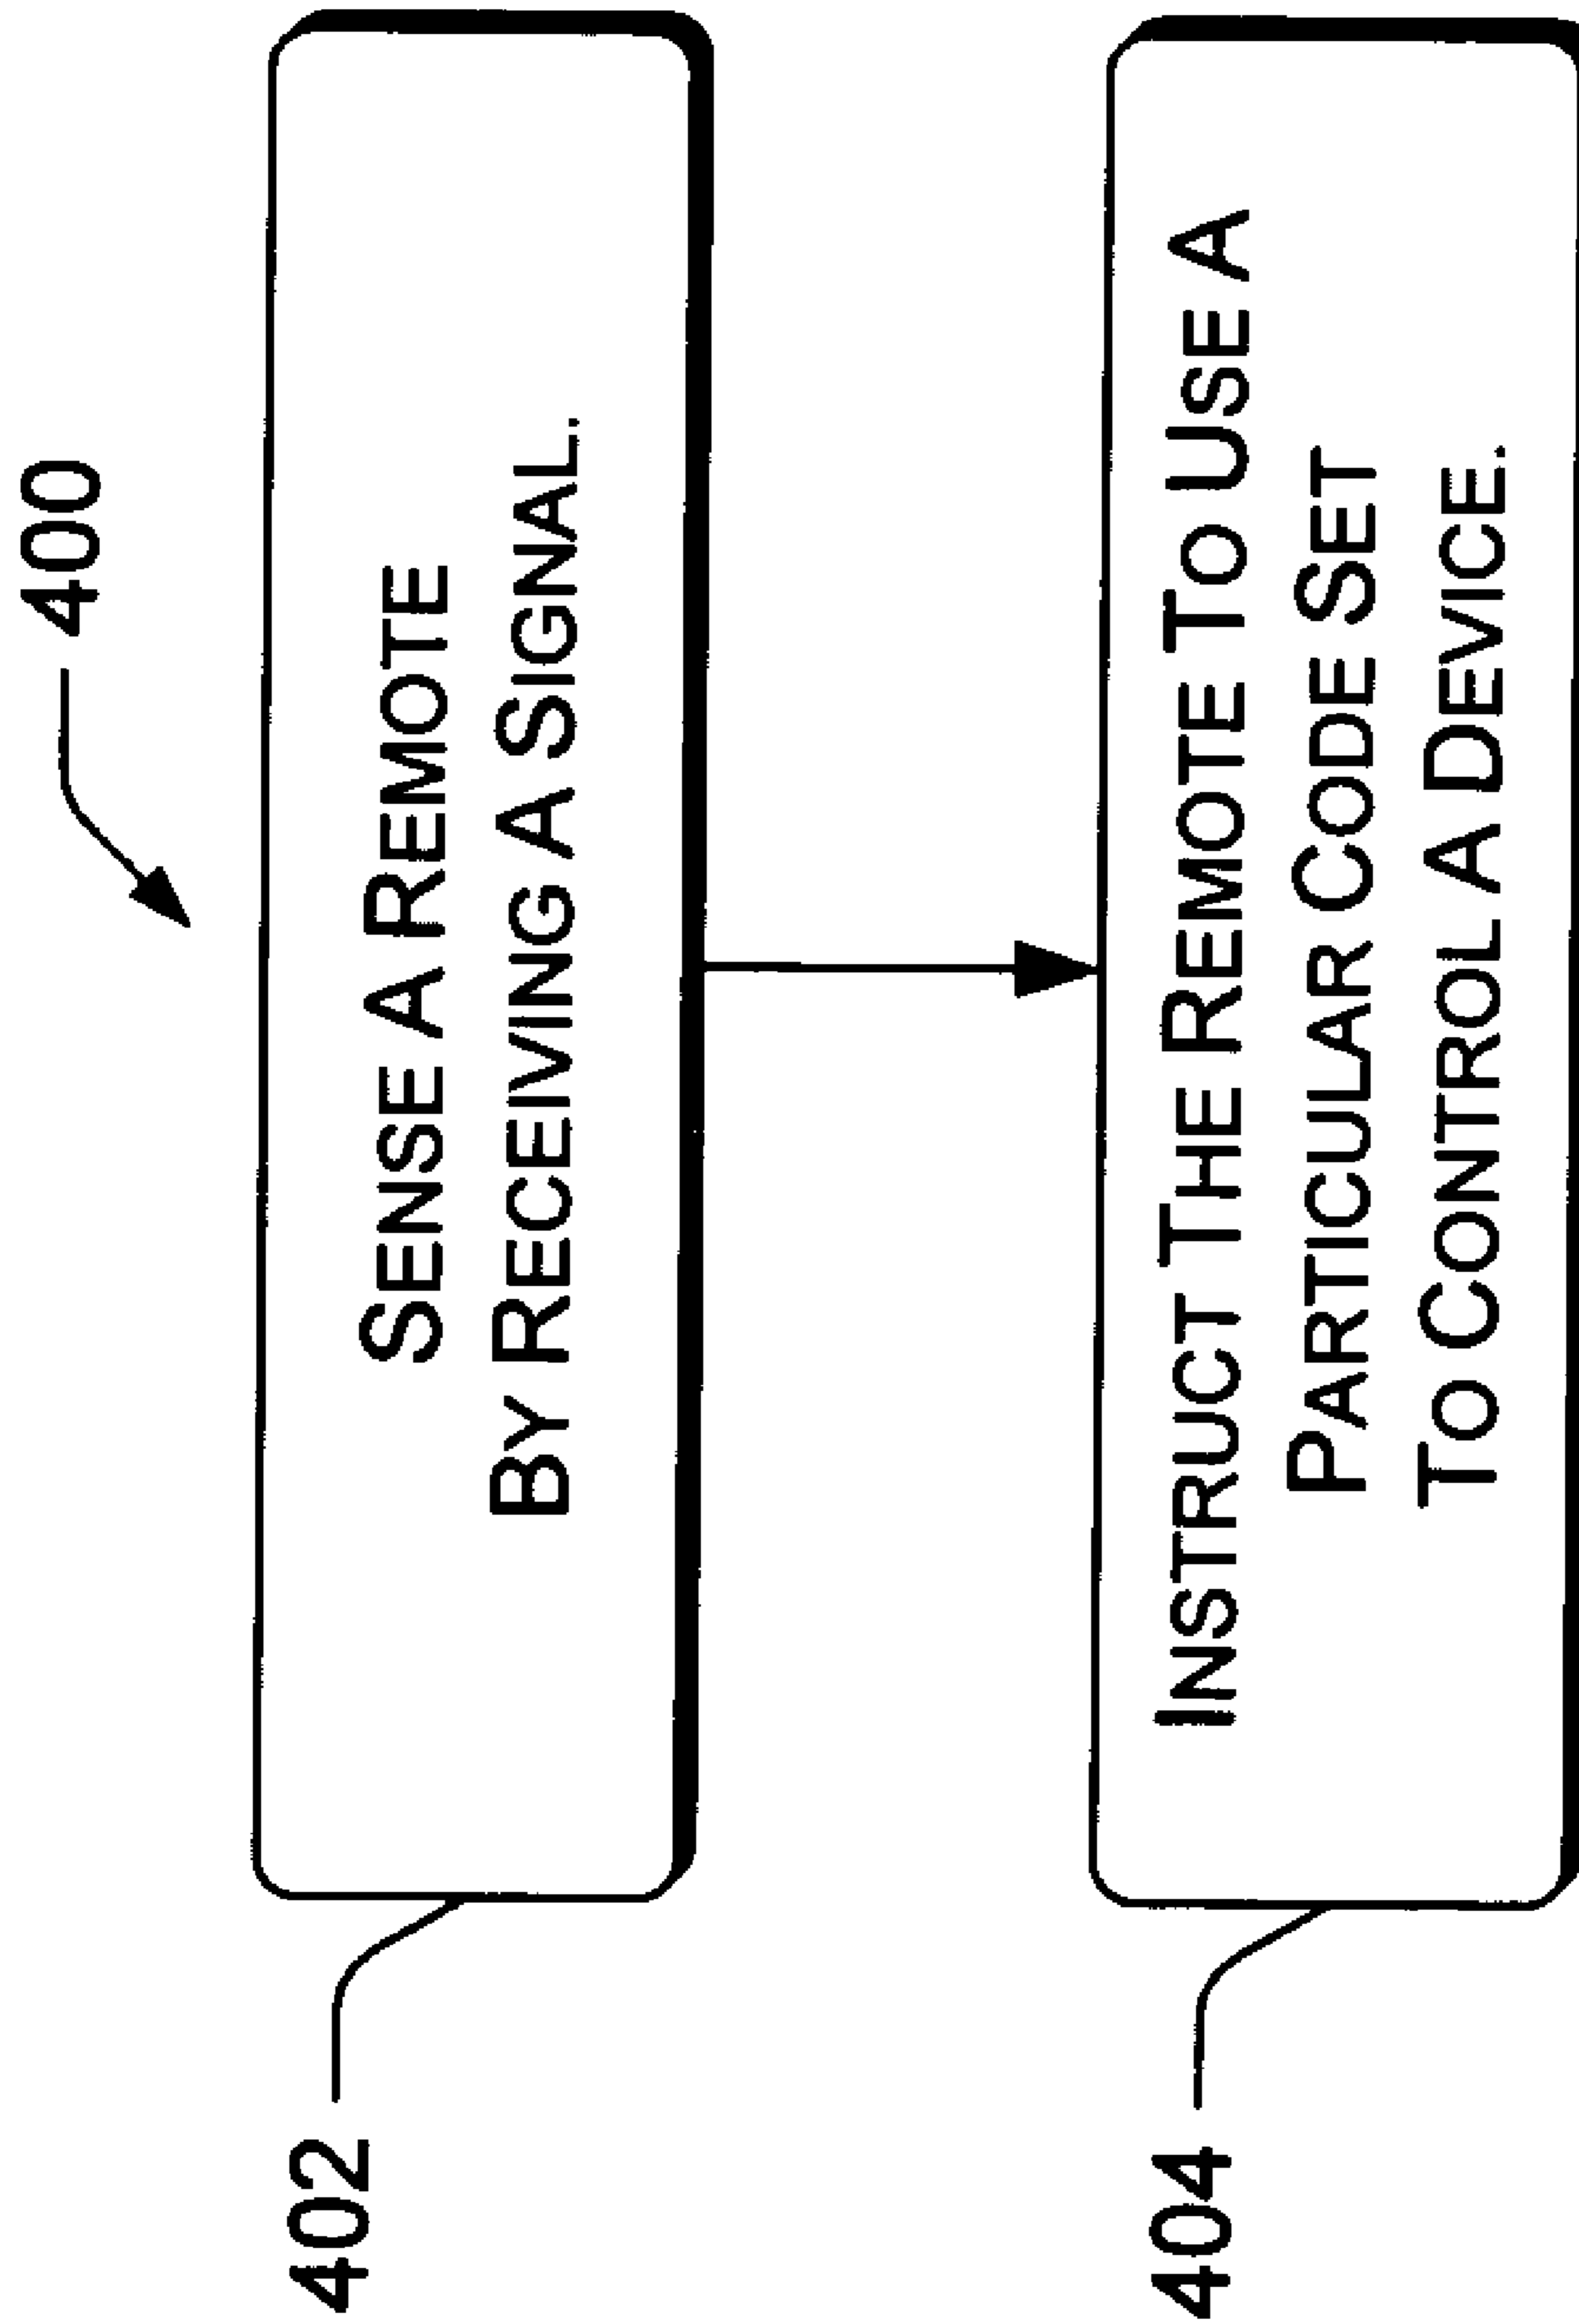 400
402
SENSE A REMOTE
BY RECEIVING A SIGNAL.
404
INSTRUCT THE REMOTE TO USE A
PARTICULAR CODE SET
TO CONTROL A DEVICE.